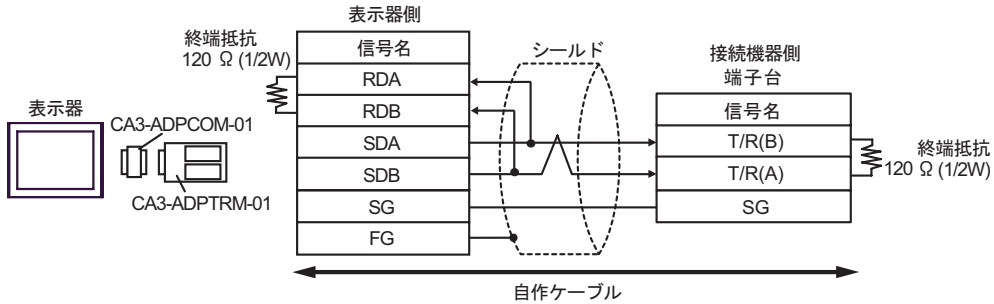 表示器側
終端抵抗
120 Ω (1/2W)
信号名
RDA
RDB
SDA
SDB
SG
FG
シールド
接続機器側
端子台
信号名
T/R(B)
T/R(A)
SG
終端抵抗
120 Ω (1/2W)
表示器
CA3-ADPCOM-01
CA3-ADPTRM-01
自作ケーブル